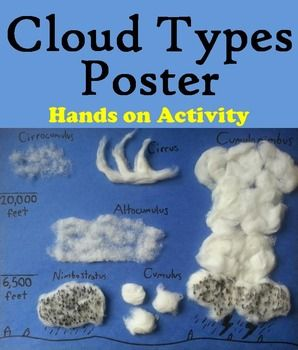 Cloud Types
Poster
Hands on Activity
Cirrocumulus
Cirrus
Cumulonimbus
20,000
feet
Altocumulus
6,500
feet
Nimbostratus
Cumulus